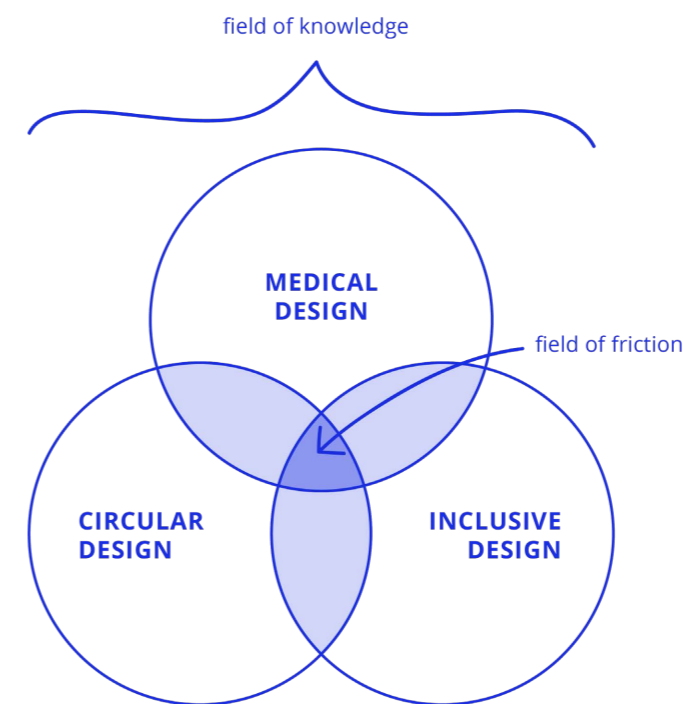 field of knowledge
MEDICAL
DESIGN
field of friction
CIRCULAR
DESIGN
INCLUSIVE
DESIGN